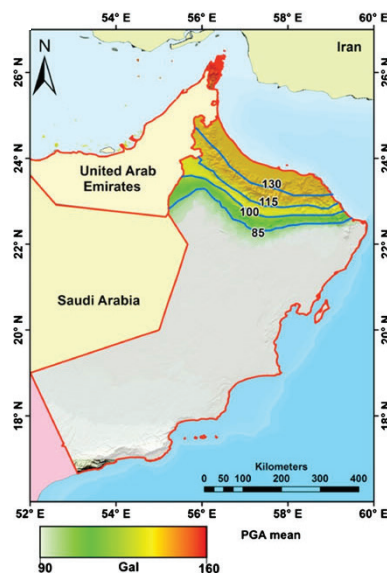 52° E 54° E 56° E 58° E 60° E
N
Iran
26° N 26° N
24° N 24° N
United Arab
Emirates
130
115
100
85
22° N 22° N
Saudi Arabia
20° N 20° N
18° N 18° N
Kilometers
0 50 100 200 300 400
52° E 54° E 56° E 58° E 60° E
PGA mean
90 Gal 160